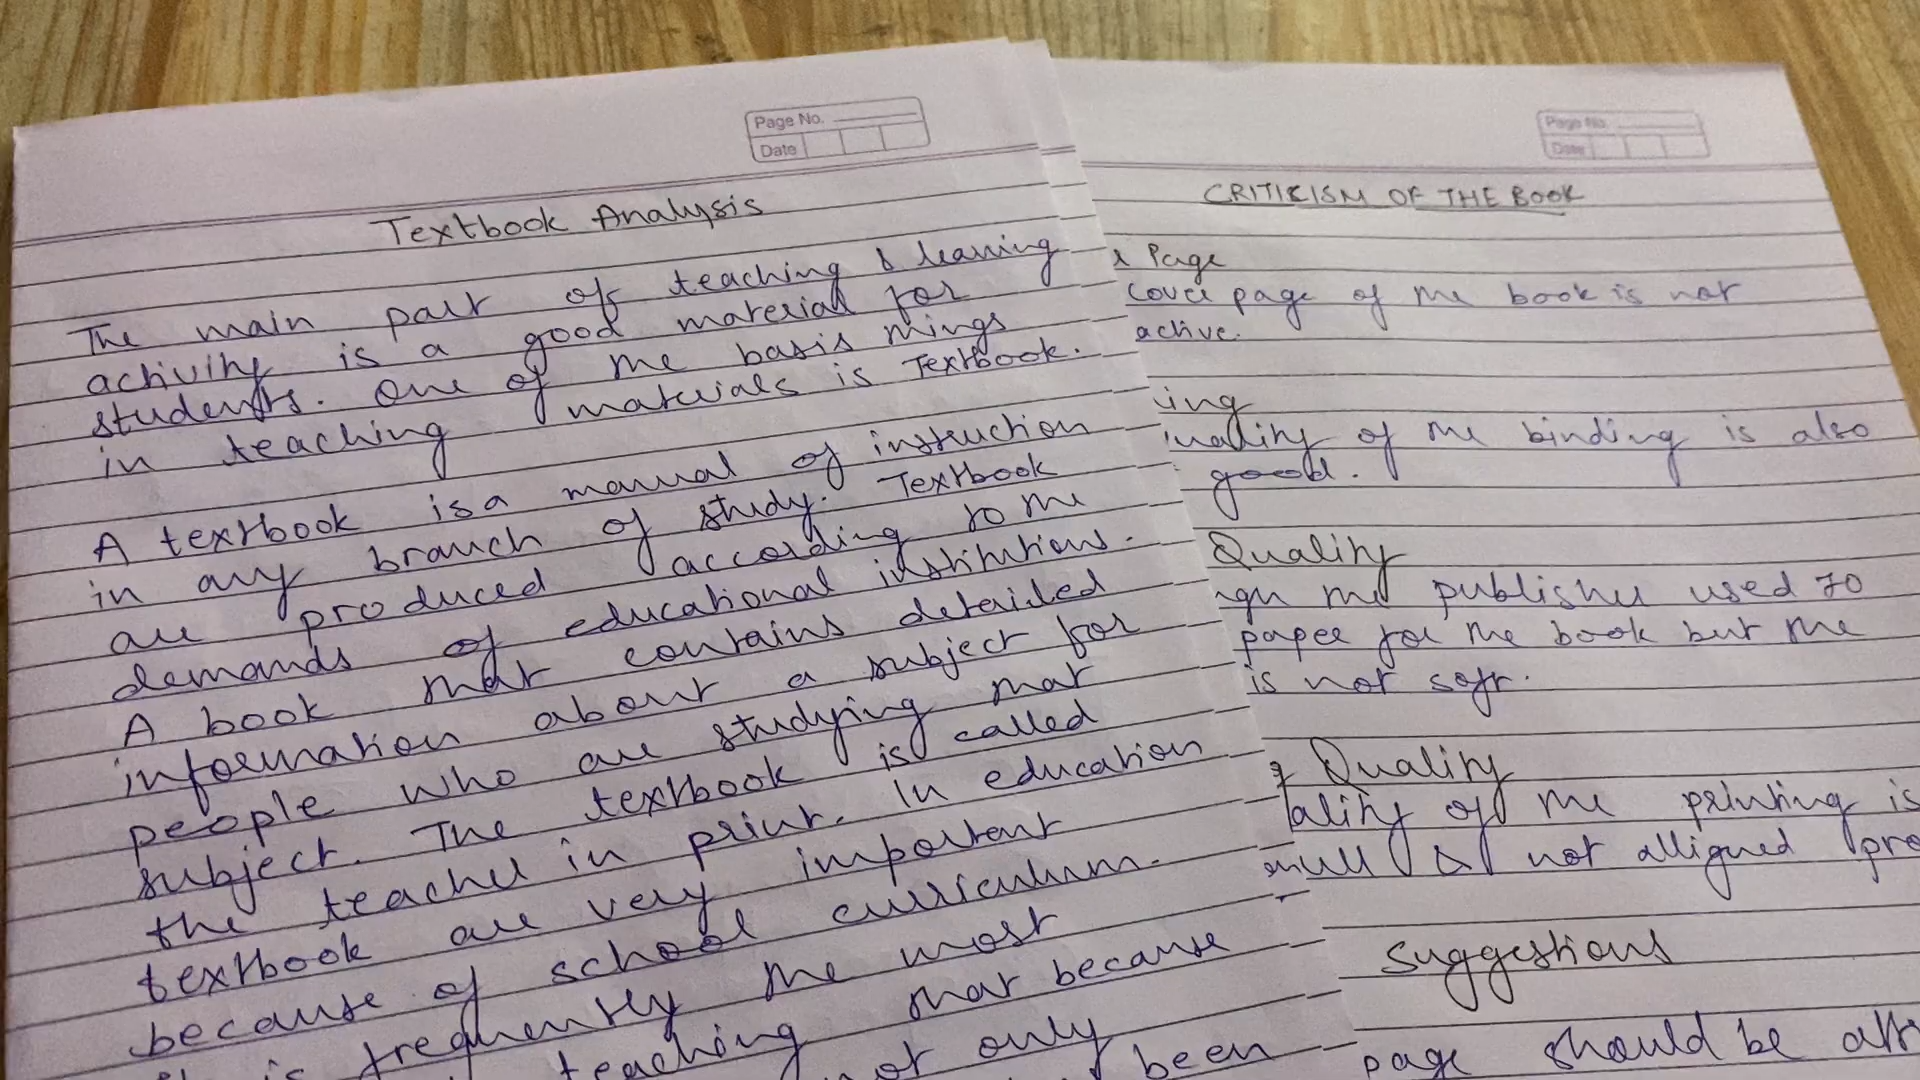 Page No.
Date
Textbook Analysis
The main part of teaching & learning
activity is a good material for
students. One of the basis things
in teaching materials is Textbook.
A textbook is a manual of instruction
in any branch of study. Textbook
are produced according to the
demands of educational institutions.
A book that contains detailed
information about a subject for
people who are studying that
subject. The textbook is called
the teacher in print. In education
textbook are very important
because of school curriculum.
is frequently the most
teaching that because
not only
been
Page No.
Date
CRITICISM OF THE BOOK
Page
cover page of the book is not
active.
ing
uality of the binding is also
good.
Quality
the publisher used 70
paper for the book but the
is not soft.
Quality
ality of the printing is
& not alligned pro
Suggestions
page should be attr